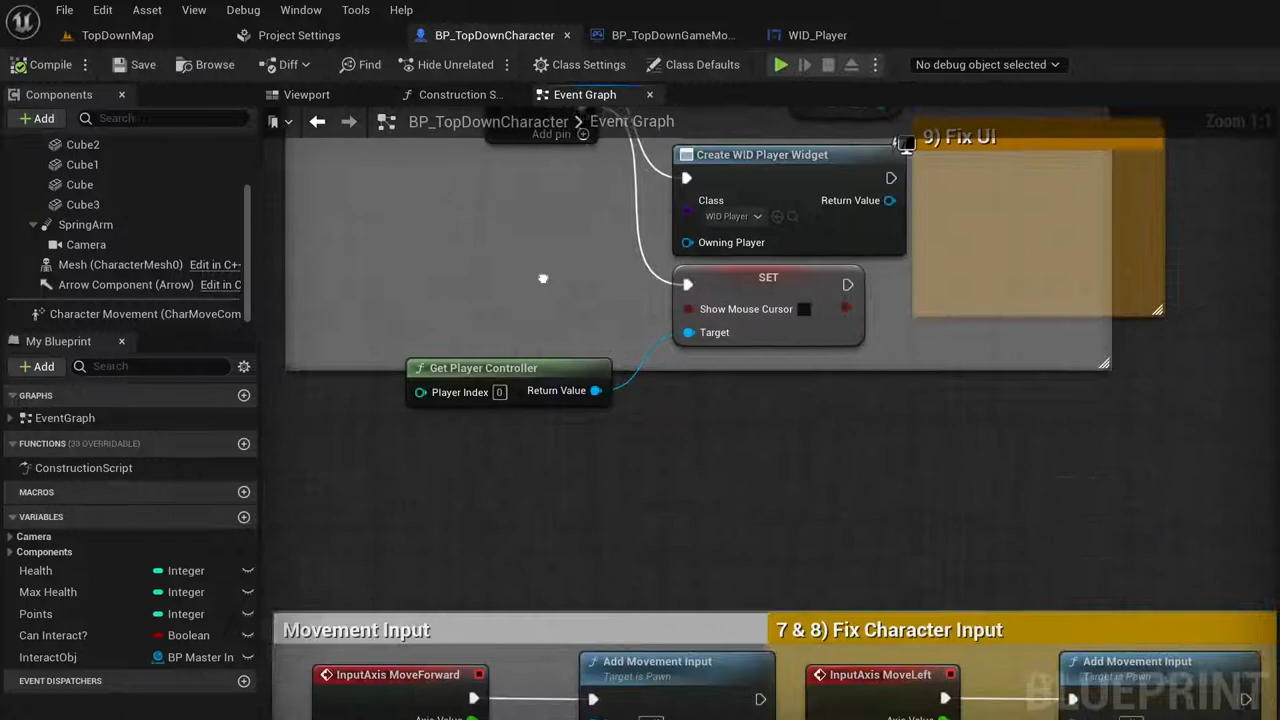 File Edit Asset View Debug Window Tools Help
TopDownMap Project Settings BP_TopDownCharacter BP_TopDownGameMo... WID_Player
Compile Save Browse Diff Find Hide Unrelated Class Settings Class Defaults No debug object selected
Components Viewport Construction S... Event Graph
Add Search BP_TopDownCharacter > Event Graph Zoom 1:1
Add pin 9) Fix UI
Cube2
Cube1
Cube
Cube3
SpringArm
Camera
Mesh (CharacterMesh0) Edit in C+-
Arrow Component (Arrow) Edit in C
Character Movement (CharMoveCom
Create WID Player Widget
Class Return Value
WID Player
Owning Player
SET
Show Mouse Cursor
Target
Get Player Controller
Player Index 0 Return Value
My Blueprint
Add Search
GRAPHS
EventGraph
FUNCTIONS (33 OVERRIDABLE)
ConstructionScript
MACROS
VARIABLES
Camera
Components
Health Integer
Max Health Integer
Points Integer
Can Interact? Boolean
InteractObj BP Master In
EVENT DISPATCHERS
Movement Input 7 & 8) Fix Character Input
InputAxis MoveForward Add Movement Input InputAxis MoveLeft Add Movement Input
Target is Pawn Target is Pawn
BLUEPRINT